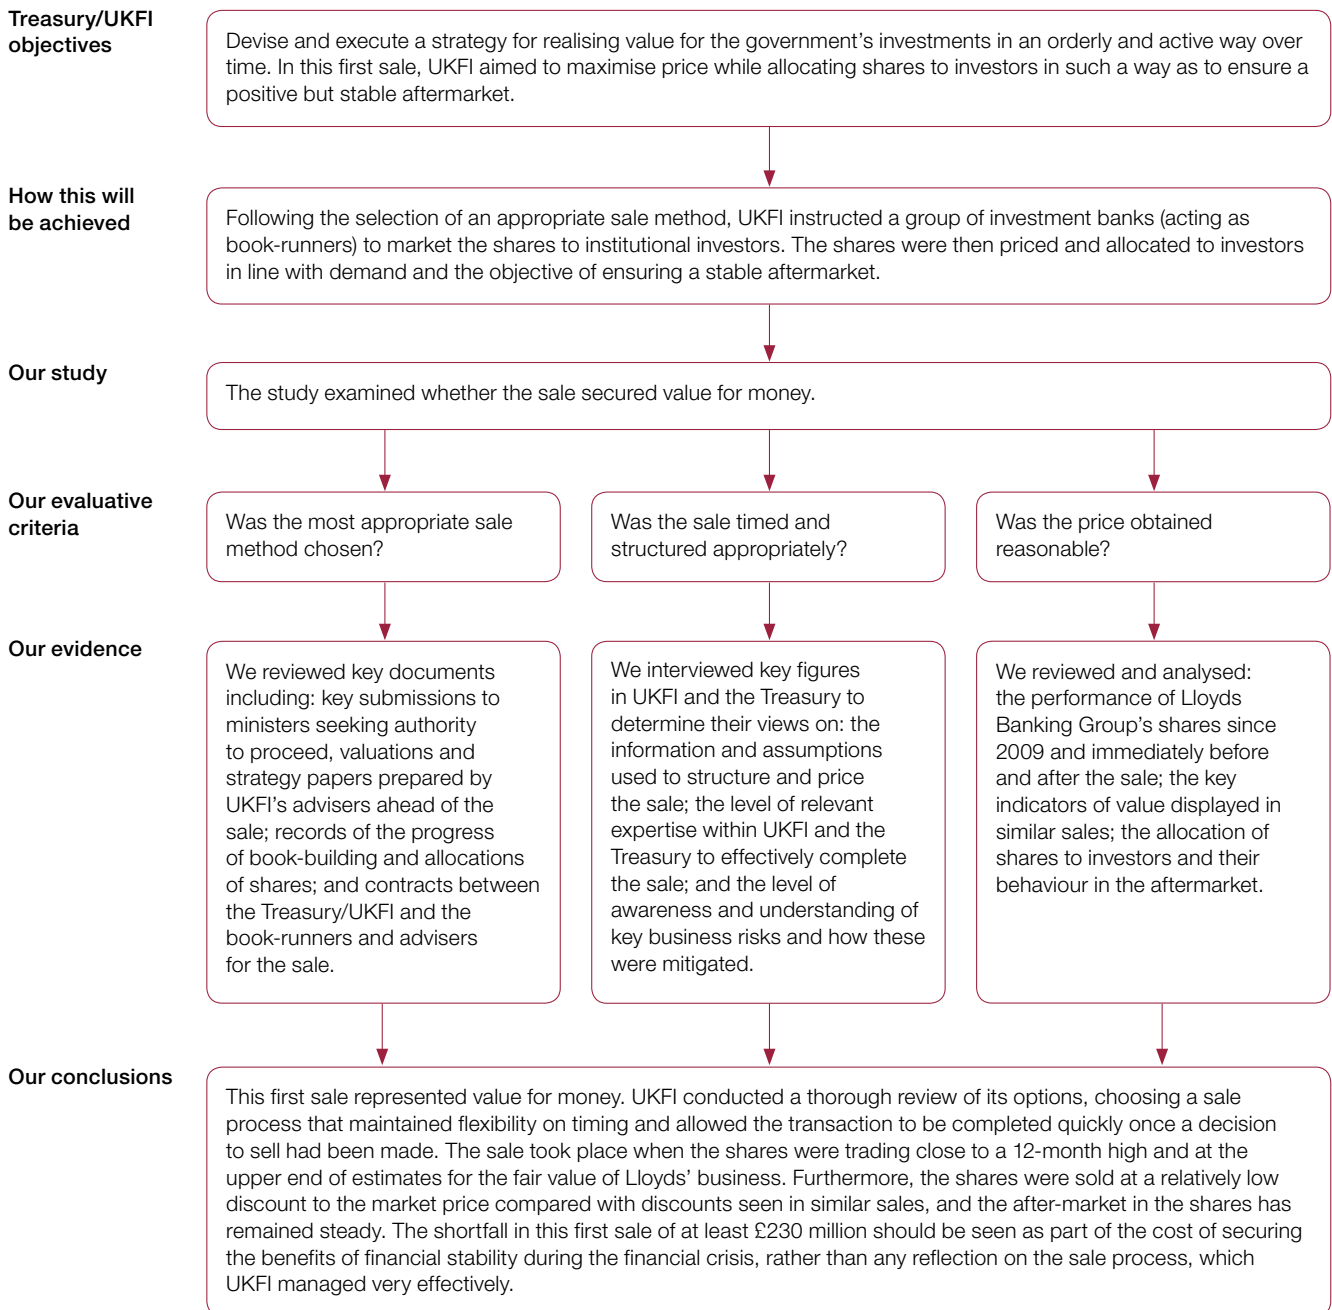 Treasury/UKFI
objectives
Devise and execute a strategy for realising value for the government’s investments in an orderly and active way over
time. In this first sale, UKFI aimed to maximise price while allocating shares to investors in such a way as to ensure a
positive but stable aftermarket.
How this will
be achieved
Following the selection of an appropriate sale method, UKFI instructed a group of investment banks (acting as
book-runners) to market the shares to institutional investors. The shares were then priced and allocated to investors
in line with demand and the objective of ensuring a stable aftermarket.
Our study
The study examined whether the sale secured value for money.
Our evaluative
criteria
Was the most appropriate sale
method chosen?
Was the sale timed and
structured appropriately?
Was the price obtained
reasonable?
Our evidence
We reviewed key documents
including: key submissions to
ministers seeking authority
to proceed, valuations and
strategy papers prepared by
UKFI’s advisers ahead of the
sale; records of the progress
of book-building and allocations
of shares; and contracts between
the Treasury/UKFI and the
book-runners and advisers
for the sale.
We interviewed key figures
in UKFI and the Treasury to
determine their views on: the
information and assumptions
used to structure and price
the sale; the level of relevant
expertise within UKFI and the
Treasury to effectively complete
the sale; and the level of
awareness and understanding of
key business risks and how these
were mitigated.
We reviewed and analysed:
the performance of Lloyds
Banking Group’s shares since
2009 and immediately before
and after the sale; the key
indicators of value displayed in
similar sales; the allocation of
shares to investors and their
behaviour in the aftermarket.
Our conclusions
This first sale represented value for money. UKFI conducted a thorough review of its options, choosing a sale
process that maintained flexibility on timing and allowed the transaction to be completed quickly once a decision
to sell had been made. The sale took place when the shares were trading close to a 12-month high and at the
upper end of estimates for the fair value of Lloyds’ business. Furthermore, the shares were sold at a relatively low
discount to the market price compared with discounts seen in similar sales, and the after-market in the shares has
remained steady. The shortfall in this first sale of at least £230 million should be seen as part of the cost of securing
the benefits of financial stability during the financial crisis, rather than any reflection on the sale process, which
UKFI managed very effectively.